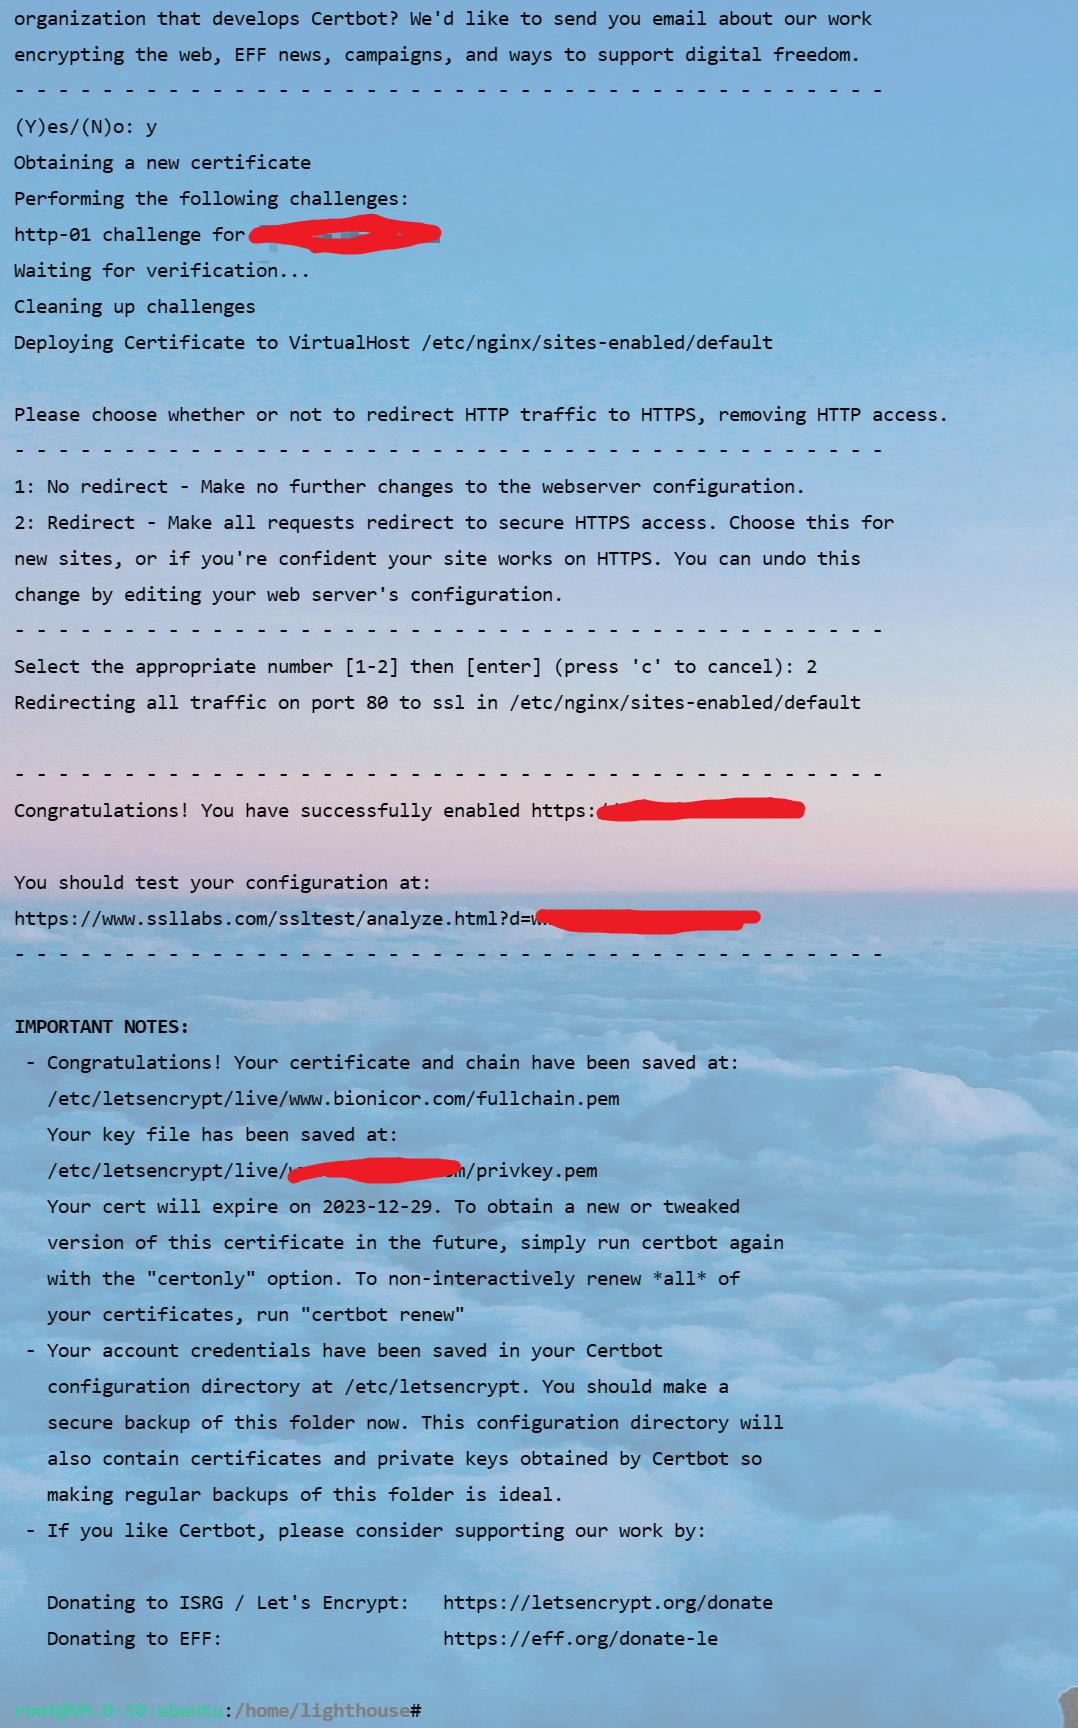 organization that develops Certbot? We'd like to send you email about our work
encrypting the web, EFF news, campaigns, and ways to support digital freedom.
- - - - - - - - - - - - - - - - - - - - - - - - - - - - - - - - - - - - - - - -
(Y)es/(N)o: y
Obtaining a new certificate
Performing the following challenges:
http-01 challenge for
Waiting for verification...
Cleaning up challenges
Deploying Certificate to VirtualHost /etc/nginx/sites-enabled/default
Please choose whether or not to redirect HTTP traffic to HTTPS, removing HTTP access.
- - - - - - - - - - - - - - - - - - - - - - - - - - - - - - - - - - - - - - - -
1: No redirect - Make no further changes to the webserver configuration.
2: Redirect - Make all requests redirect to secure HTTPS access. Choose this for
new sites, or if you're confident your site works on HTTPS. You can undo this
change by editing your web server's configuration.
- - - - - - - - - - - - - - - - - - - - - - - - - - - - - - - - - - - - - - - -
Select the appropriate number [1-2] then [enter] (press 'c' to cancel): 2
Redirecting all traffic on port 80 to ssl in /etc/nginx/sites-enabled/default
- - - - - - - - - - - - - - - - - - - - - - - - - - - - - - - - - - - - - - - -
Congratulations! You have successfully enabled https:
You should test your configuration at:
https://www.ssllabs.com/ssltest/analyze.html?d=
- - - - - - - - - - - - - - - - - - - - - - - - - - - - - - - - - - - - - - - -
IMPORTANT NOTES:
- Congratulations! Your certificate and chain have been saved at:
/etc/letsencrypt/live/www.bionicor.com/fullchain.pem
Your key file has been saved at:
/etc/letsencrypt/live/ /privkey.pem
Your cert will expire on 2023-12-29. To obtain a new or tweaked
version of this certificate in the future, simply run certbot again
with the "certonly" option. To non-interactively renew *all* of
your certificates, run "certbot renew"
- Your account credentials have been saved in your Certbot
configuration directory at /etc/letsencrypt. You should make a
secure backup of this folder now. This configuration directory will
also contain certificates and private keys obtained by Certbot so
making regular backups of this folder is ideal.
- If you like Certbot, please consider supporting our work by:
Donating to ISRG / Let's Encrypt: https://letsencrypt.org/donate
Donating to EFF: https://eff.org/donate-le
root@VM-0-10-ubuntu:/home/lighthouse#